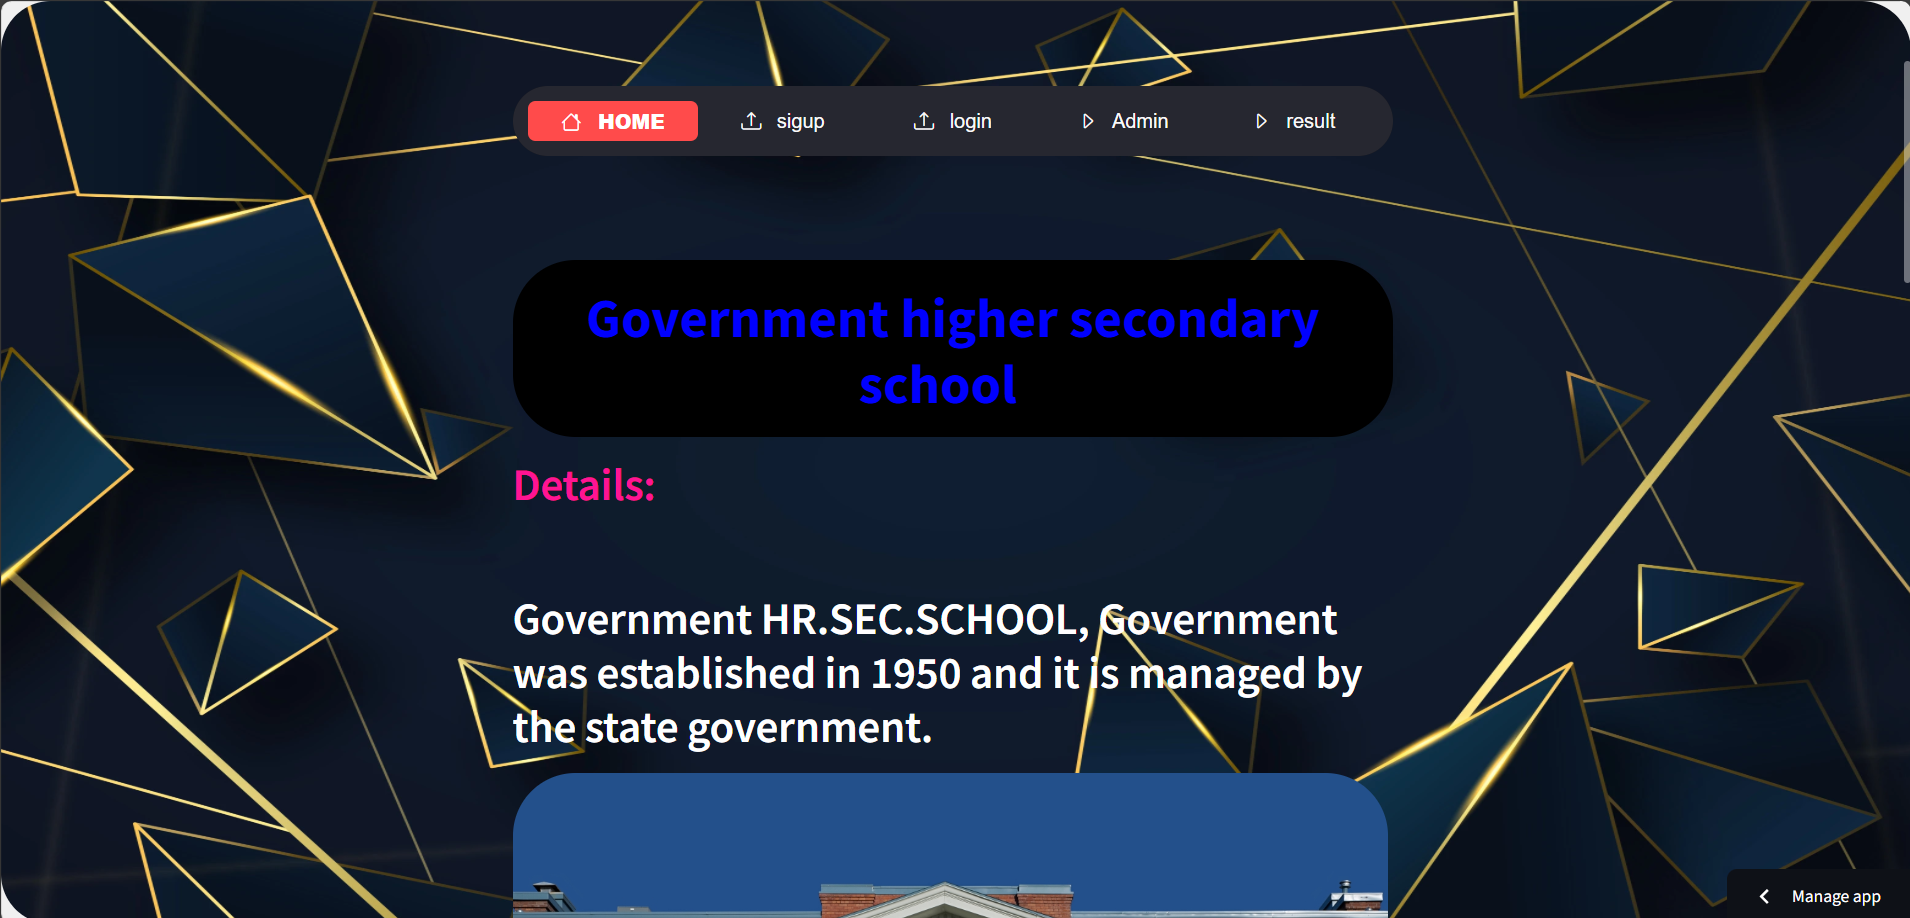 HOME sigup login Admin result
Government higher secondary
school
Details:
Government HR.SEC.SCHOOL, Government
was established in 1950 and it is managed by
the state government.
Manage app